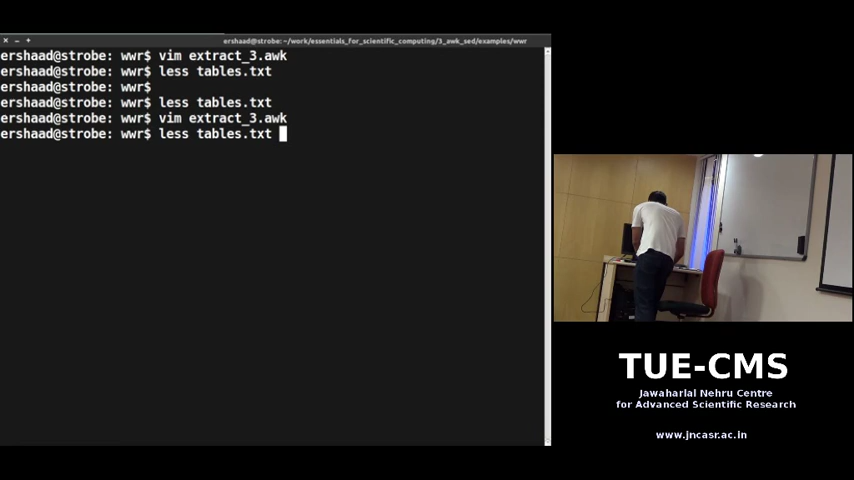 ershaad@strobe: ~/work/essentials_for_scientific_computing/3_awk_sed/examples/wwr
ershaad@strobe: wwr$ vim extract_3.awk
ershaad@strobe: wwr$ less tables.txt
ershaad@strobe: wwr$
ershaad@strobe: wwr$ less tables.txt
ershaad@strobe: wwr$ vim extract_3.awk
ershaad@strobe: wwr$ less tables.txt
TUE-CMS
Jawaharlal Nehru Centre
for Advanced Scientific Research
www.jncasr.ac.in